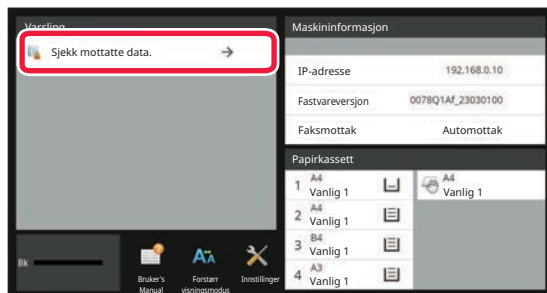 Varsling
Sjekk mottatte data.
Maskininformasjon
IP-adresse 192.168.0.10
Fastvareversjon 0078Q1Af_23030100
Faksmottak Automottak
Papirkassett
1 A4
Vanlig 1
A4
Vanlig 1
2 A4
Vanlig 1
3 B4
Vanlig 1
4 A3
Vanlig 1
Bk
Bruker's
Manual
Forstørr
visningsmodus
Innstillinger